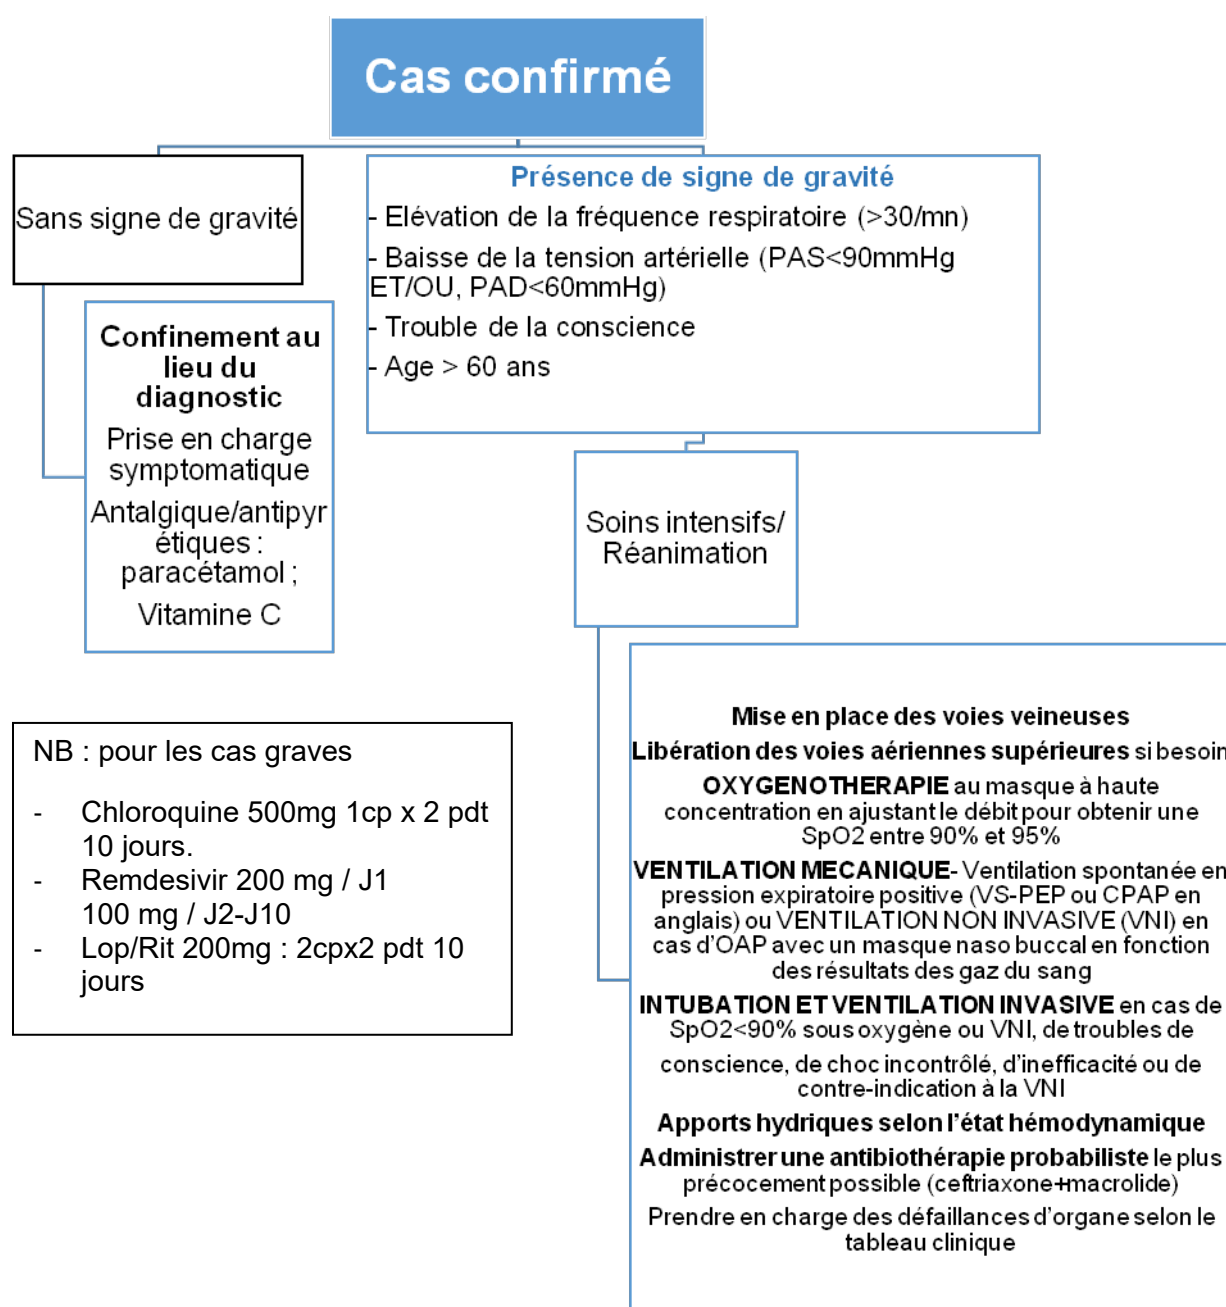 Cas confirmé
Sans signe de gravité
Confinement au
lieu du
diagnostic
Prise en charge
symptomatique
Antalgique/antipyr
étiques :
paracétamol ;
Vitamine C
Présence de signe de gravité
- Elévation de la fréquence respiratoire (>30/mn)
- Baisse de la tension artérielle (PAS<90mmHg
ET/OU, PAD<60mmHg)
- Trouble de la conscience
- Age > 60 ans
Soins intensifs/
Réanimation
Mise en place des voies veineuses
Libération des voies aériennes supérieures si besoin
OXYGENOTHERAPIE au masque à haute
concentration en ajustant le débit pour obtenir une
SpO2 entre 90% et 95%
VENTILATION MECANIQUE- Ventilation spontanée en
pression expiratoire positive (VS-PEP ou CPAP en
anglais) ou VENTILATION NON INVASIVE (VNI) en
cas d'OAP avec un masque naso buccal en fonction
des résultats des gaz du sang
INTUBATION ET VENTILATION INVASIVE en cas de
SpO2<90% sous oxygène ou VNI, de troubles de
conscience, de choc incontrôlé, d'inefficacité ou de
contre-indication à la VNI
Apports hydriques selon l'état hémodynamique
Administrer une antibiothérapie probabiliste le plus
précocement possible (ceftriaxone+macrolide)
Prendre en charge des défaillances d'organe selon le
tableau clinique
NB : pour les cas graves
- Chloroquine 500mg 1cp x 2 pdt
10 jours.
- Remdesivir 200 mg / J1
100 mg / J2-J10
- Lop/Rit 200mg : 2cpx2 pdt 10
jours